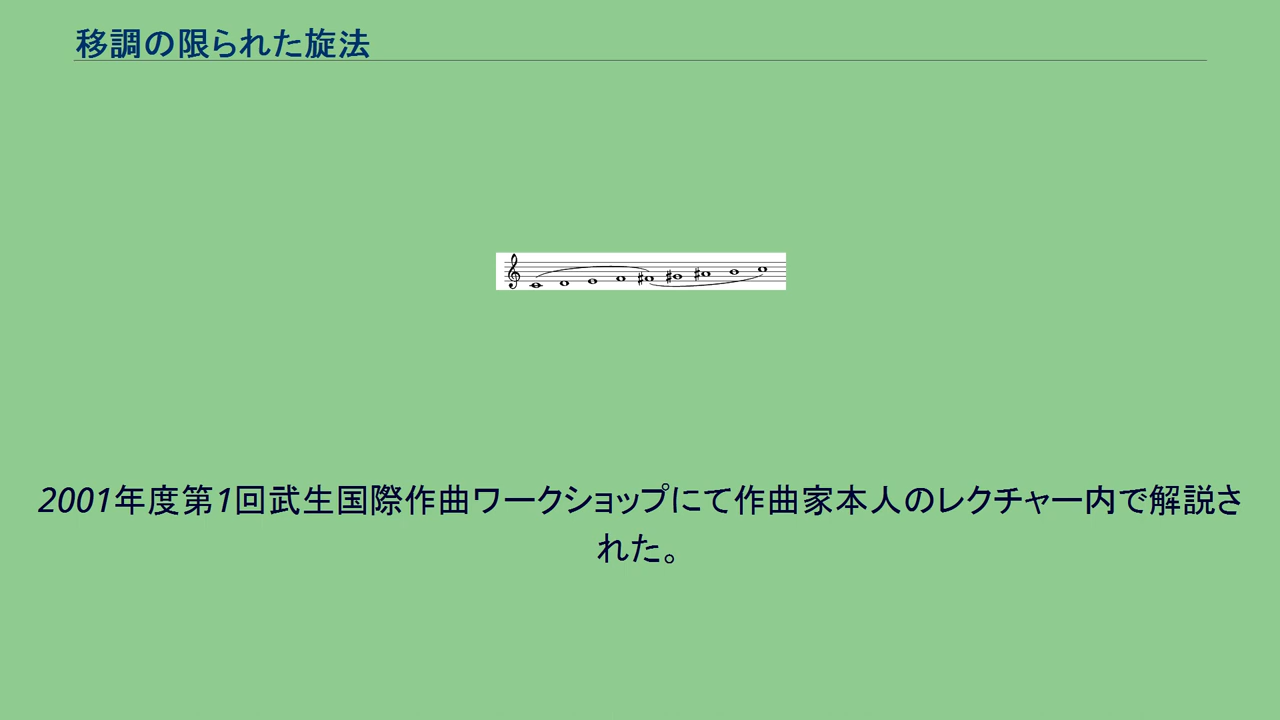 移調の限られた旋法
2001年度第1回武生国際作曲ワークショップにて作曲家本人のレクチャー内で解説さ
れた。